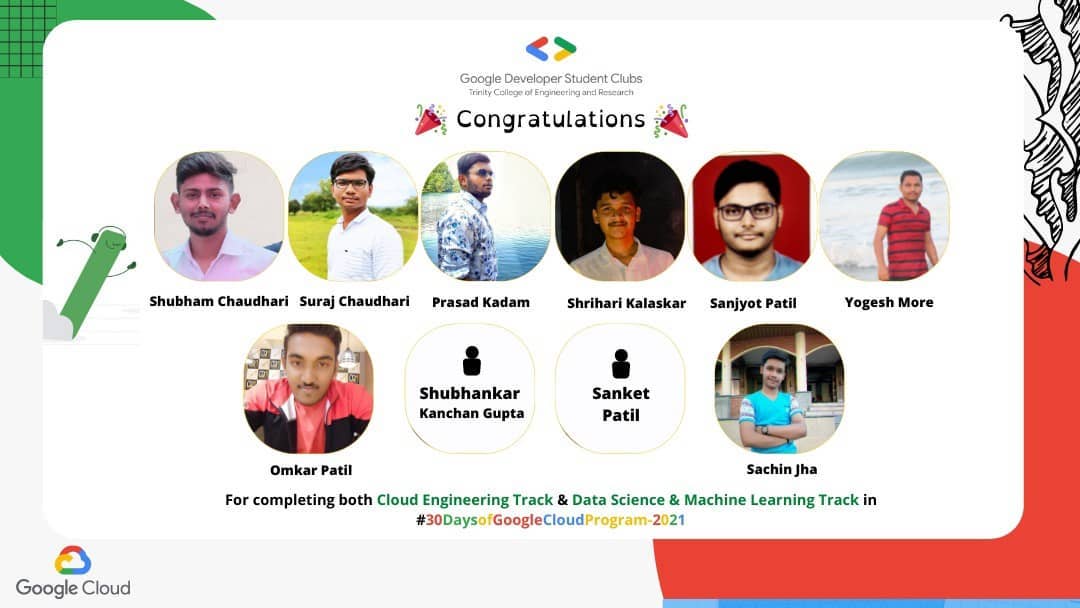 Google Developer Student Clubs
Trinity College of Engineering and Research
Congratulations
Shubham Chaudhari
Suraj Chaudhari
Prasad Kadam
Shrihari Kalaskar
Sanjyot Patil
Yogesh More
Shubhankar
Kanchan Gupta
Sanket
Patil
Omkar Patil
Sachin Jha
For completing both Cloud Engineering Track & Data Science & Machine Learning Track in
#30DaysofGoogleCloudProgram-2021
Google Cloud